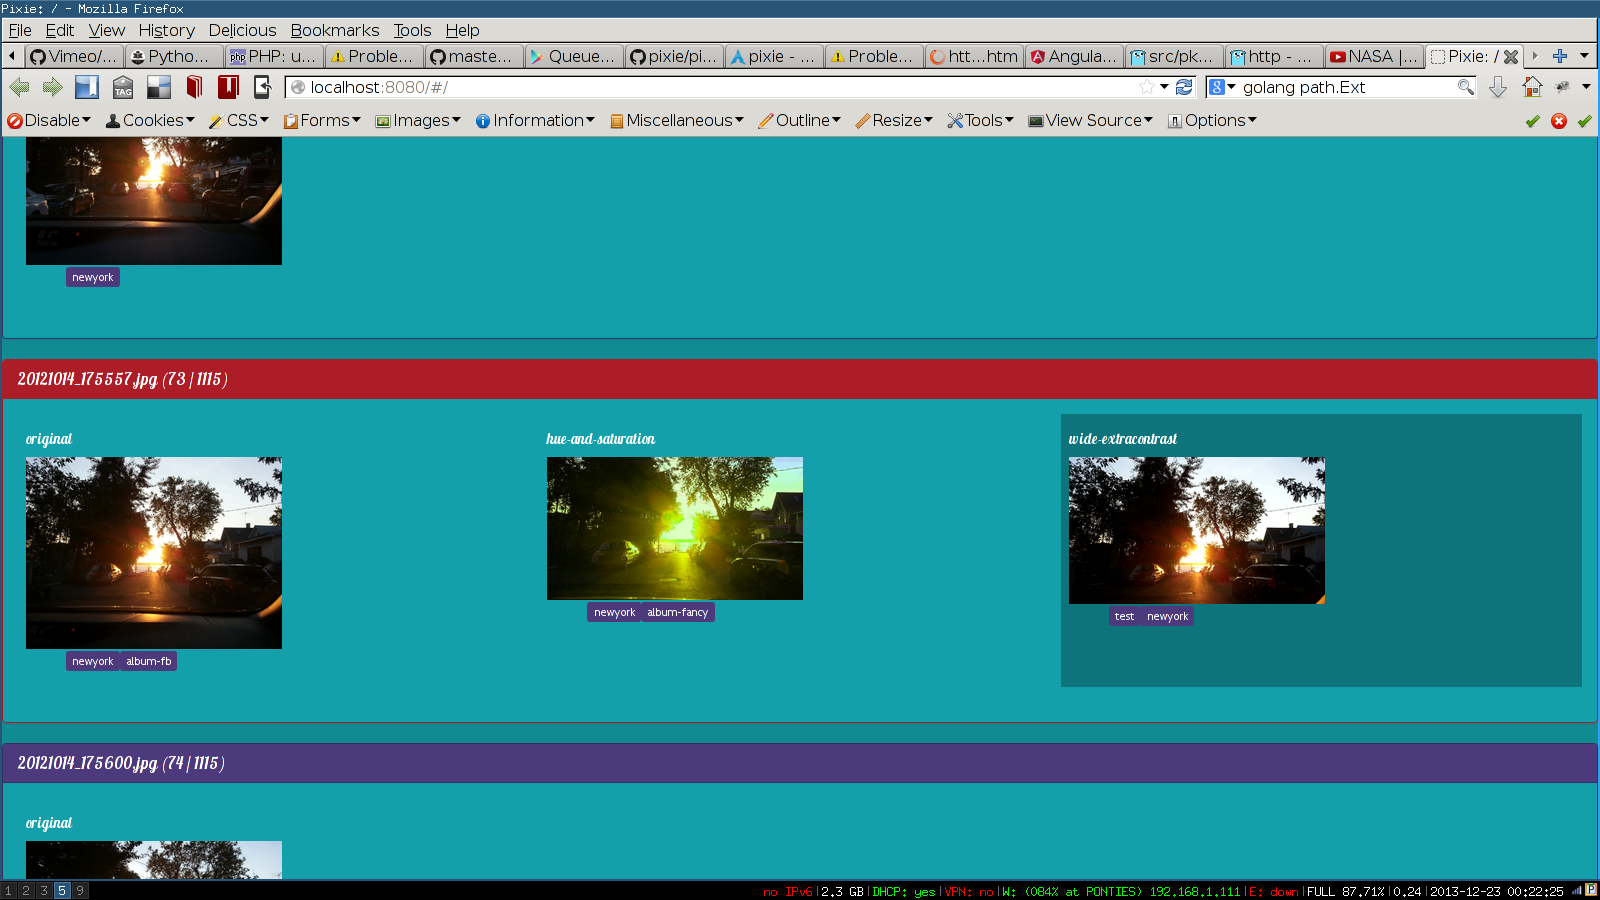 Pixie: / - Mozilla Firefox
File Edit View History Delicious Bookmarks Tools Help
Vimeo/... Pytho... php PHP: u... Proble... maste... Queue... pixie/pi... pixie - ... Proble... htt...htm Angula... src/pk... http - ... NASA |... Pixie: /
TAG localhost:8080/#/ golang path.Ext
Disable Cookies CSS Forms Images Information Miscellaneous Outline Resize Tools View Source Options
newyork
20121014_175557.jpg (73 / 1115)
original hue-and-saturation wide-extracontrast
newyork album-fancy
test newyork
newyork album-fb
20121014_175600.jpg (74 / 1115)
original
1 2 3 5 9 no IPv6|2.3 GB|DHCP: yes|VPN: no|W: (084% at PONTIES) 192.168.1.111|E: down|FULL 87.71%|0.24|2013-12-23 00:22:25 P